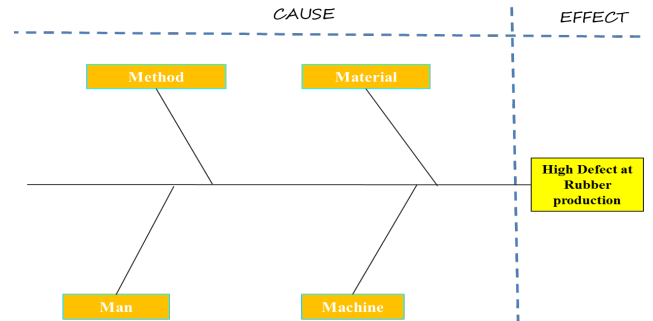 CAUSE
EFFECT
Method
Material
High Defect at
Rubber
production
Man
Machine